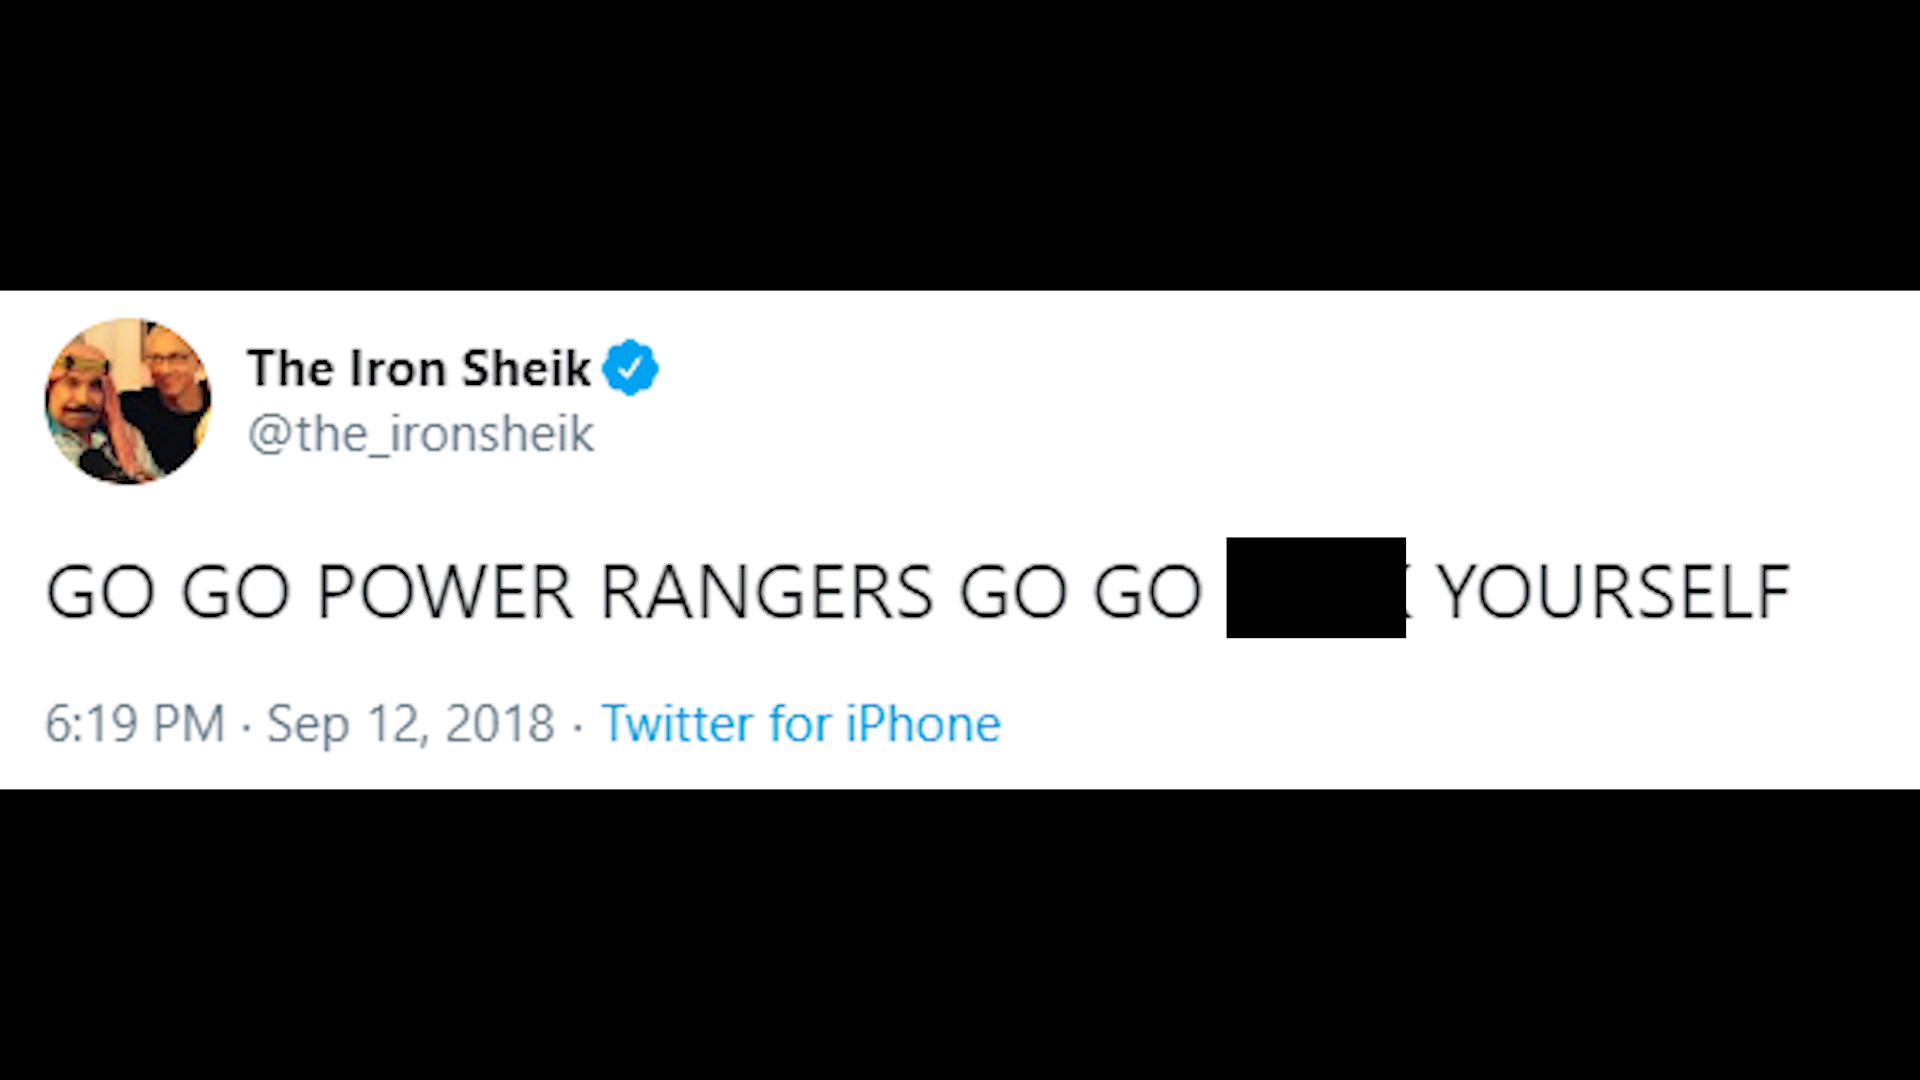 The Iron Sheik
@the_ironsheik
GO GO POWER RANGERS GO GO YOURSELF
6:19 PM · Sep 12, 2018 · Twitter for iPhone